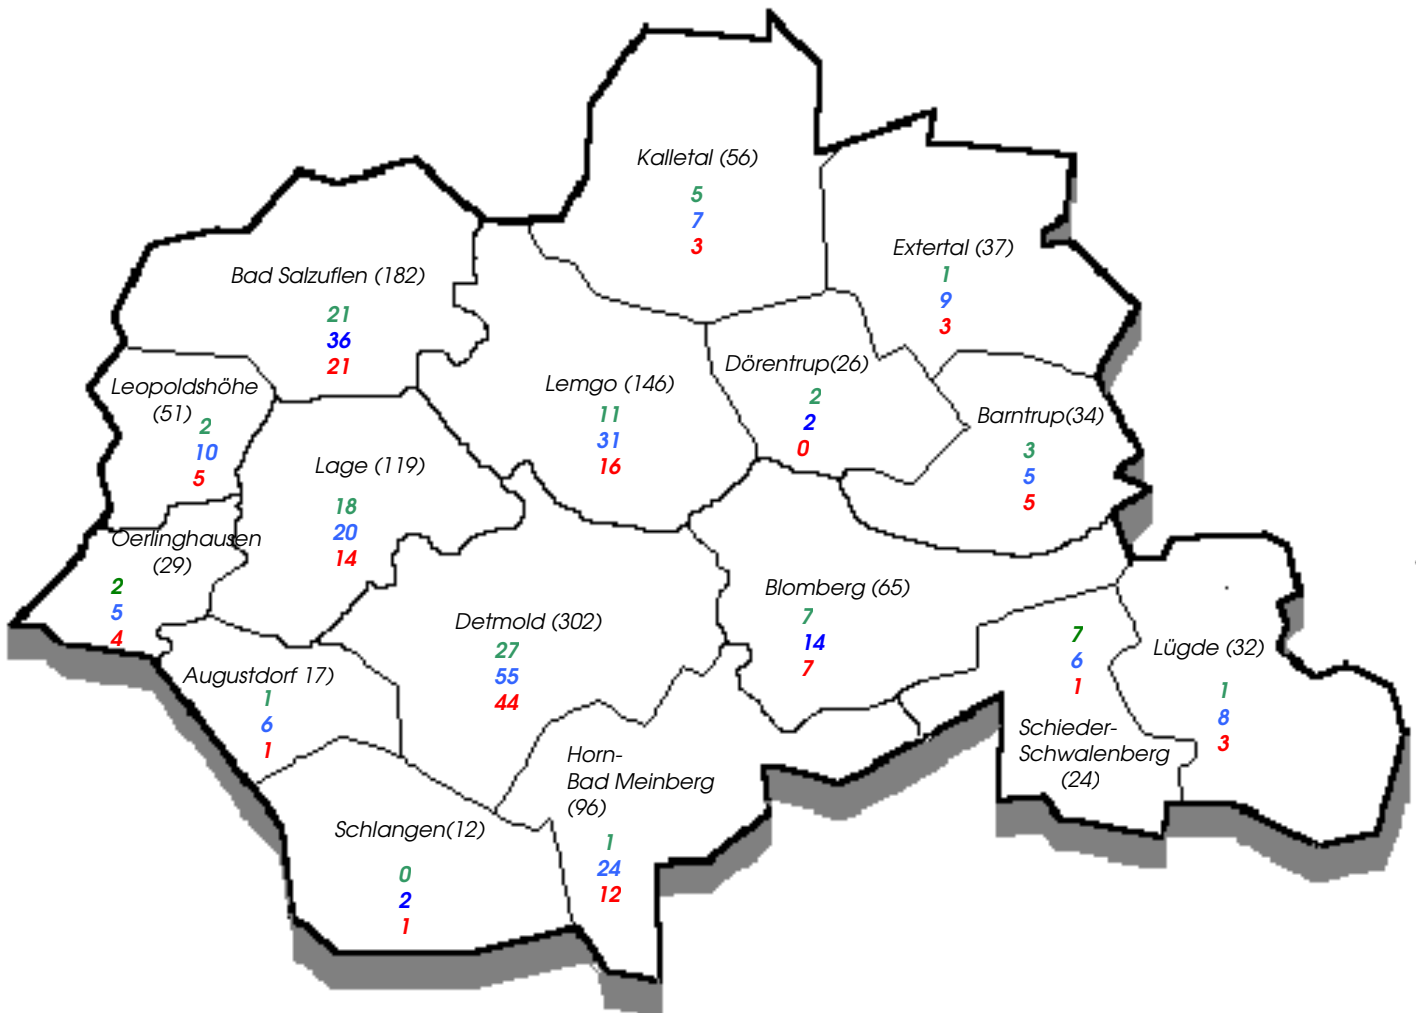 Kalletal (56)
5
7
3
Extertal (37)
1
9
3
Bad Salzuflen (182)
21
36
21
Leopoldshöhe
(51)
2
10
5
Lemgo (146)
11
31
16
Dörentrup(26)
2
2
0
Barntrup(34)
3
5
5
Lage (119)
18
20
14
Oerlinghausen
(29)
2
5
4
Augustdorf 17)
1
6
1
Detmold (302)
27
55
44
Blomberg (65)
7
14
7
7
6
1
Schieder-
Schwalenberg
(24)
Lügde (32)
1
8
3
Horn-
Bad Meinberg
(96)
1
24
12
Schlangen(12)
0
2
1